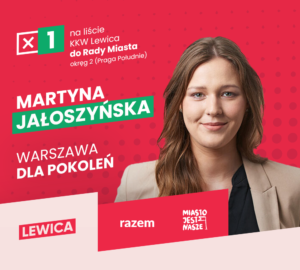 1
na liście
KKW Lewica
do Rady Miasta
okręg 2 (Praga Południe)
MARTYNA
JAŁOSZYŃSKA
WARSZAWA
DLA POKOLEŃ
LEWICA
razem
MIASTO
JEST
NASZE